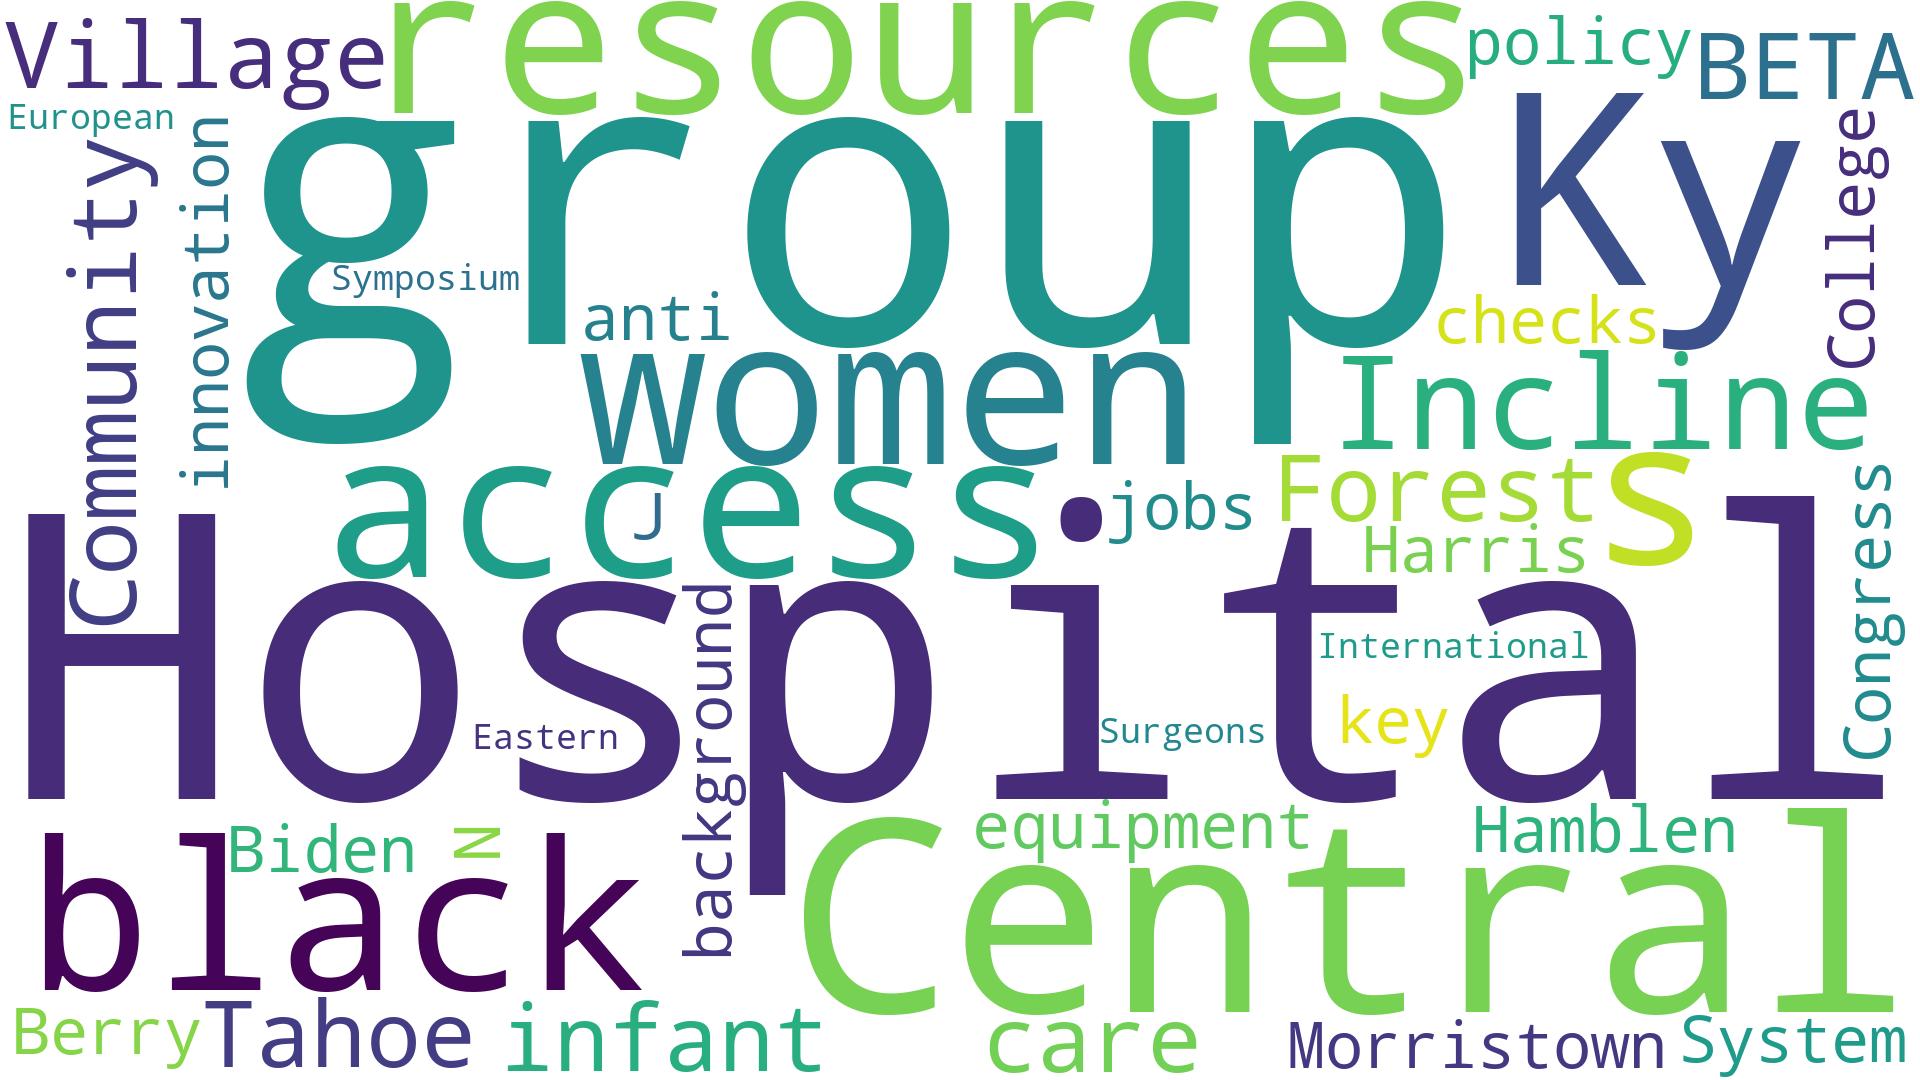 Village
resources
policy
BETA
European
group
Ky
College
Community
innovation
Symposium
anti
checks
Women
Incline
access
J
jobs
Forest
s
Harris
Congress
Hospital
International
background
Eastern
Surgeons
key
Biden
N
equipment
Hamblen
black
Central
Berry
Tahoe
infant
care
Morristown
System